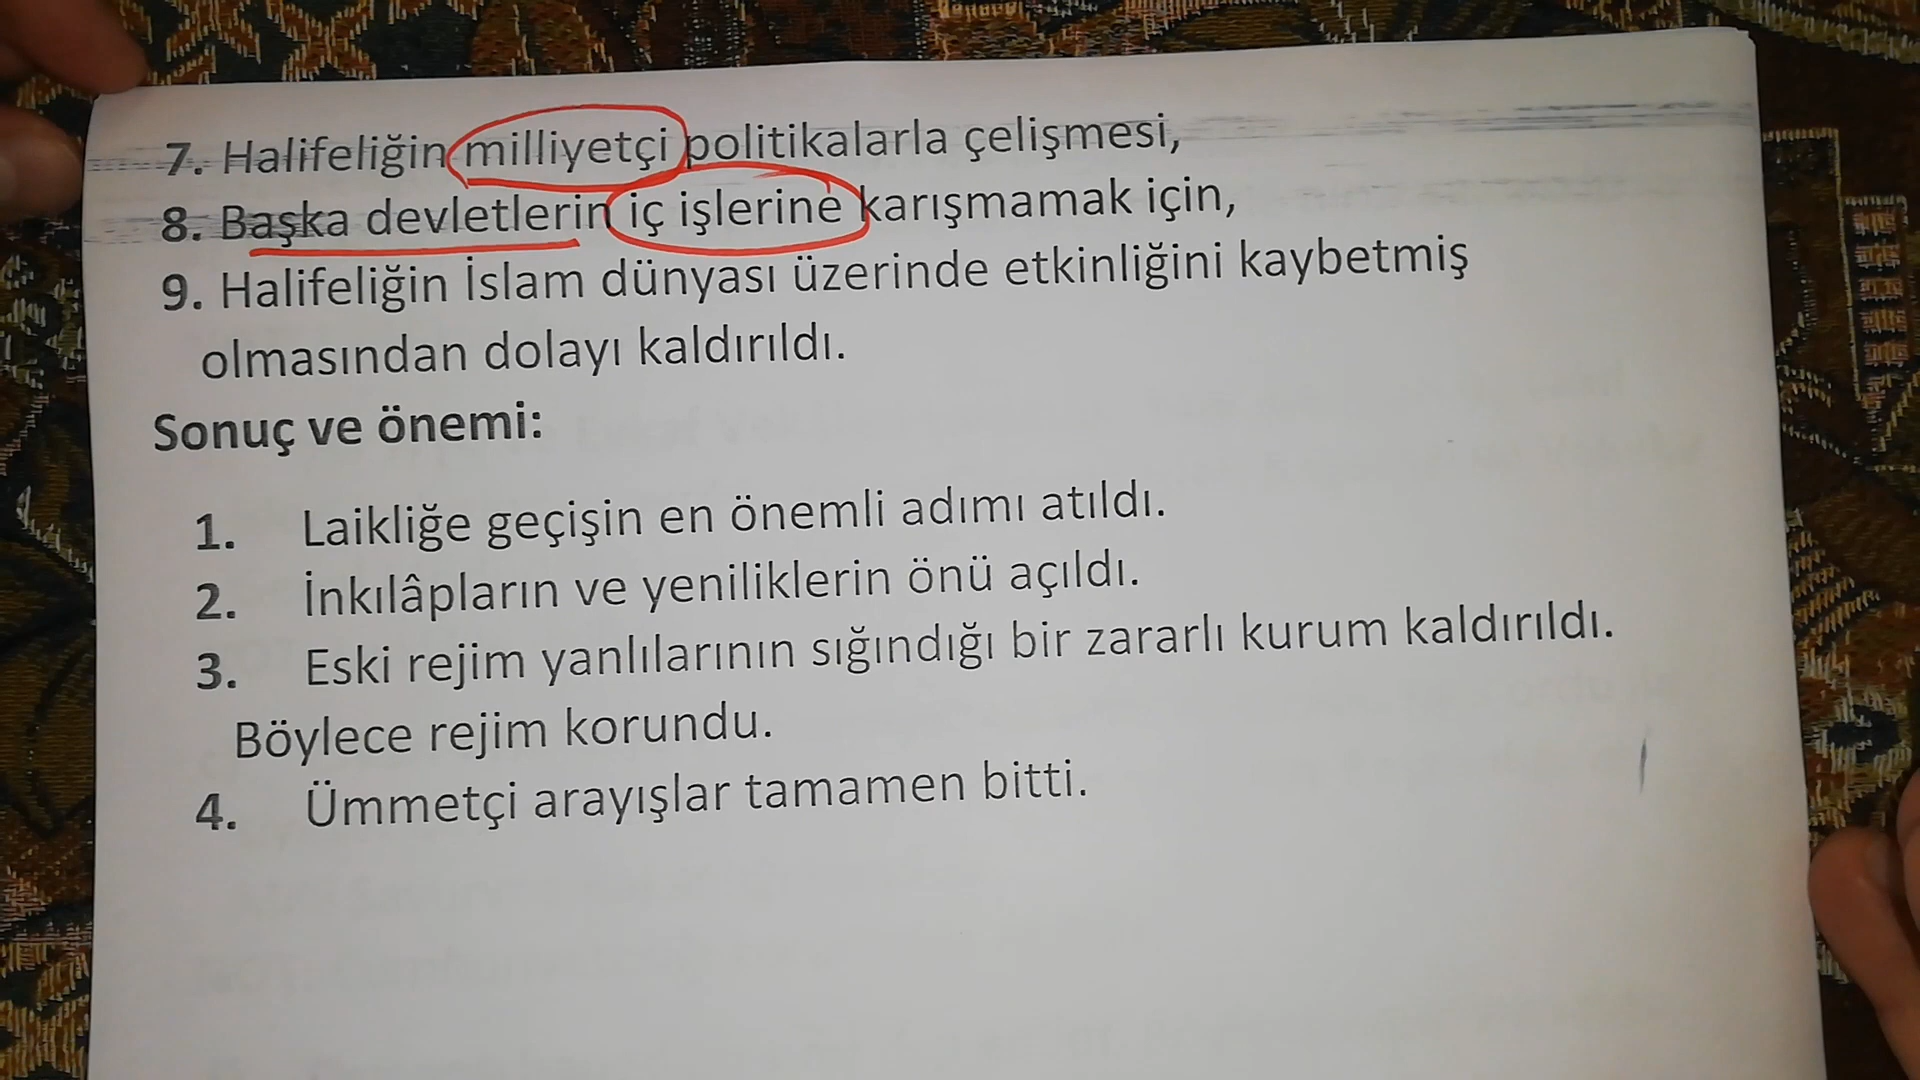 7. Halifeliğin milliyetçi politikalarla çelişmesi,
8. Başka devletlerin iç işlerine karışmamak için,
9. Halifeliğin İslam dünyası üzerinde etkinliğini kaybetmiş
olmasından dolayı kaldırıldı.
Sonuç ve önemi:
1. Laikliğe geçişin en önemli adımı atıldı.
2. İnkılâpların ve yeniliklerin önü açıldı.
3. Eski rejim yanlılarının sığındığı bir zararlı kurum kaldırıldı.
Böylece rejim korundu.
4. Ümmetçi arayışlar tamamen bitti.